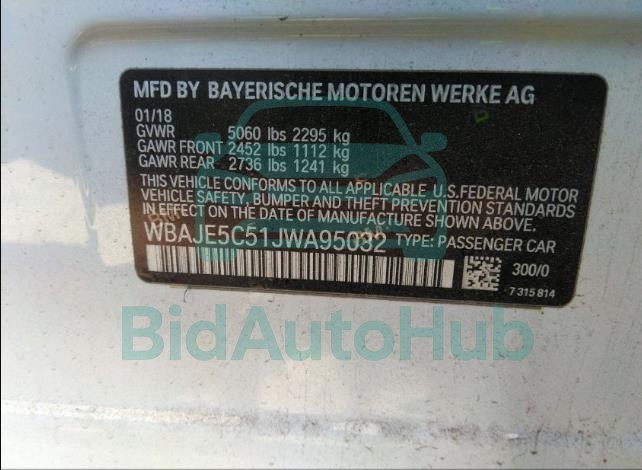 MFD BY BAYERISCHE MOTOREN WERKE AG
01/18
GVWR 5060 lbs 2295 kg
GAWR FRONT 2452 lbs 1112 kg
GAWR REAR 2736 lbs 1241 kg
THIS VEHICLE CONFORMS TO ALL APPLICABLE U.S.FEDERAL MOTOR
VEHICLE SAFETY, BUMPER AND THEFT PREVENTION STANDARDS
IN EFFECT ON THE DATE OF MANUFACTURE SHOWN ABOVE.
WBAJE5C51JWA95032 TYPE: PASSENGER CAR
300/0
7 315 814
BidAutoHub